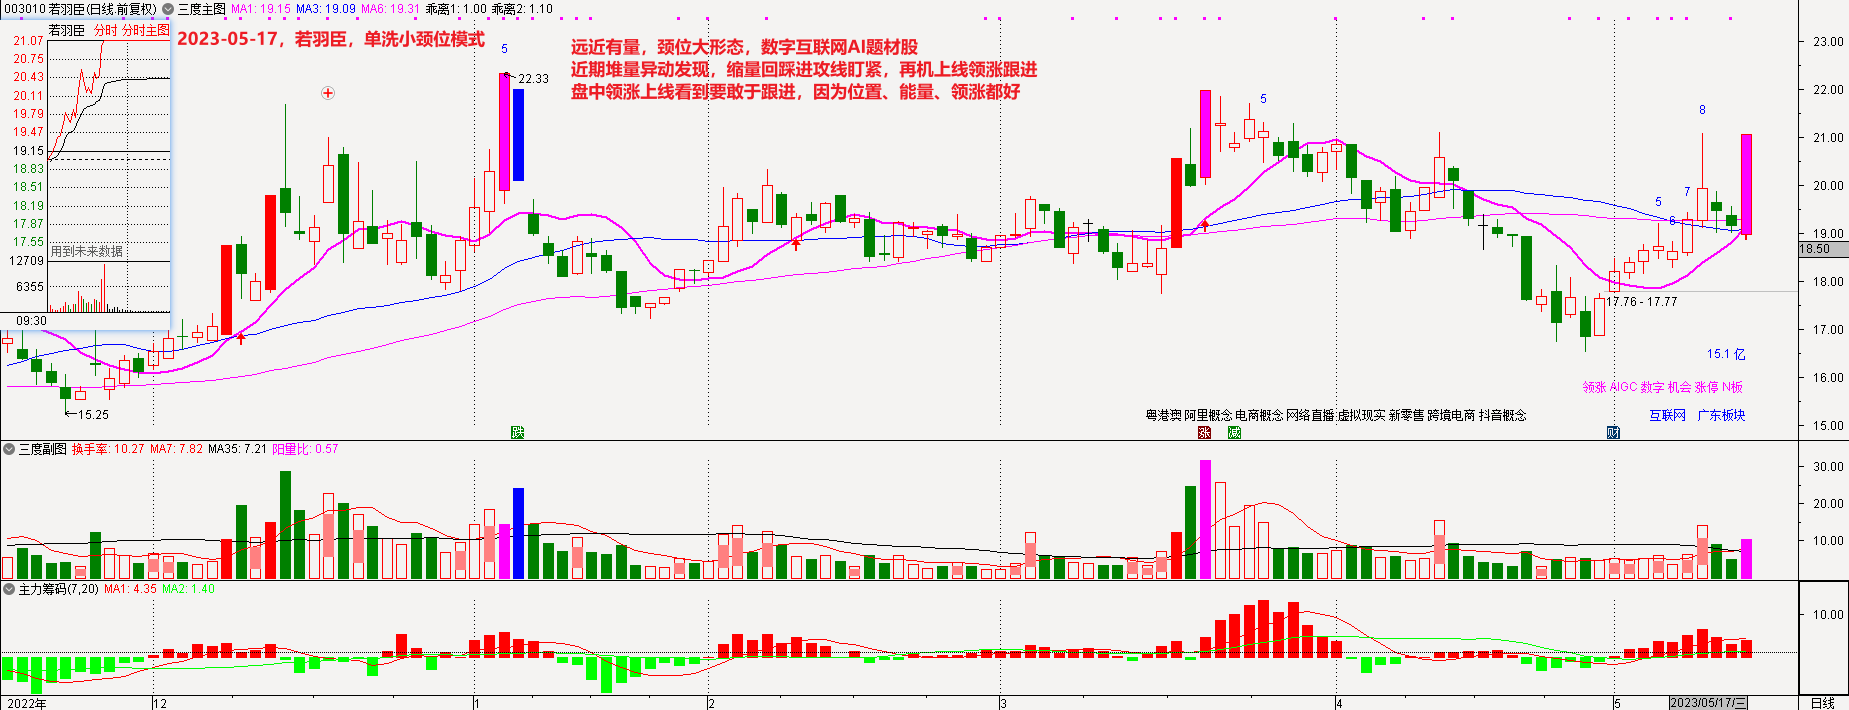 003010 若羽臣(日线.前复权) 三度主图 MA1: 19.15 MA3: 19.09 MA6: 19.31 乖离1: 1.00 乖离2: 1.10
若羽臣 分时 分时主图
2023-05-17，若羽臣，单洗小颈位模式
远近有量，颈位大形态，数字互联网AI题材股
近期堆量异动发现，缩量回踩进攻线盯紧，再机上线领涨跟进
盘中领涨上线看到要敢于跟进，因为位置、能量、领涨都好
21.07
20.75
20.43
20.11
19.79
19.47
19.15
18.83
18.51
18.19
17.87
17.55
用到未来数据
12709
6355
09:30
5
22.33
5
8
7
5
6
15.25
17.76 - 17.77
15.1 亿
领涨 AIGC 数字 机会 涨停 N板
粤港澳 阿里概念 电商概念 网络直播 虚拟现实 新零售 跨境电商 抖音概念
互联网 广东板块
跌
涨
减
财
23.00
22.00
21.00
20.00
19.00
18.50
18.00
17.00
16.00
15.00
三度副图 换手率: 10.27 MA7: 7.82 MA35: 7.21 阳量比: 0.57
30.00
20.00
10.00
主力筹码(7,20) MA1: 4.35 MA2: 1.40
10.00
2022年
12
1
2
3
4
5
2023/05/17/三
日线